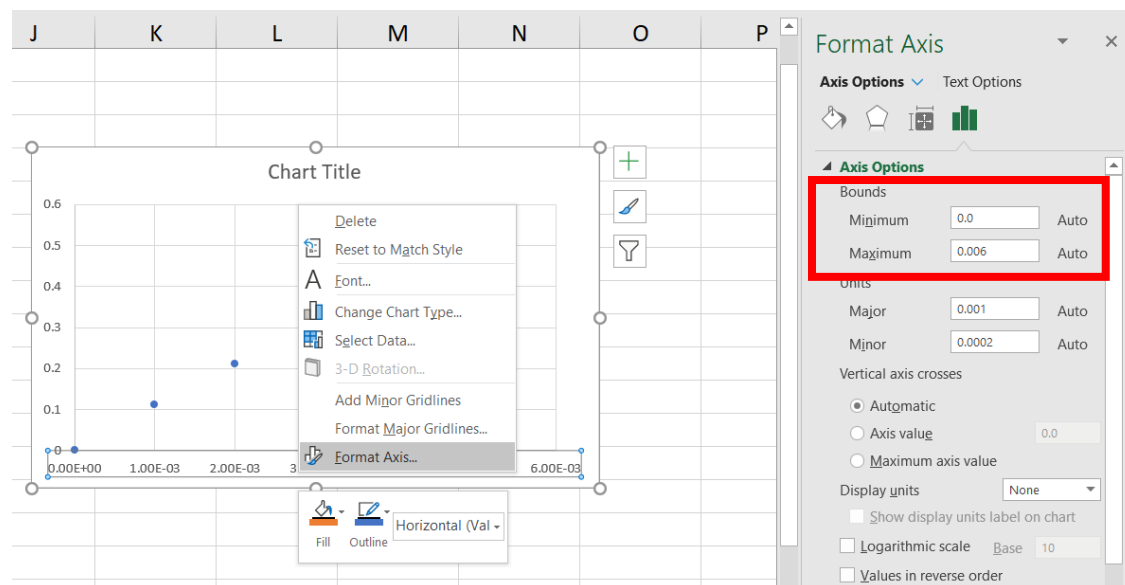 J K L M N O P
Chart Title
0.6
0.5
0.4
0.3
0.2
0.1
0
0.00E+00 1.00E-03 2.00E-03 3 6.00E-03
Delete
Reset to Match Style
A Font...
Change Chart Type...
Select Data...
3-D Rotation...
Add Minor Gridlines
Format Major Gridlines...
Format Axis...
Fill Outline Horizontal (Val
Format Axis
Axis Options Text Options
Axis Options
Bounds
Minimum 0.0 Auto
Maximum 0.006 Auto
Units
Major 0.001 Auto
Minor 0.0002 Auto
Vertical axis crosses
Automatic
Axis value 0.0
Maximum axis value
Display units None
Show display units label on chart
Logarithmic scale Base 10
Values in reverse order